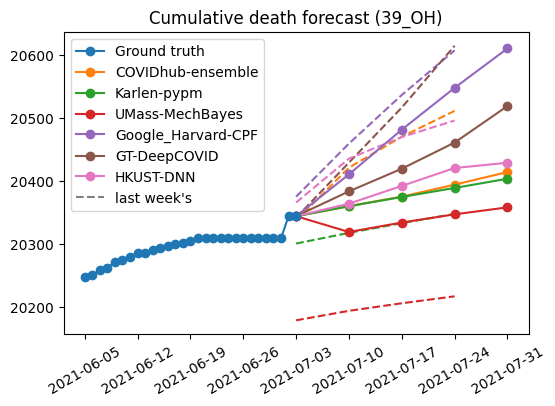 Cumulative death forecast (39_OH)
Ground truth
COVIDhub-ensemble
Karlen-pypm
UMass-MechBayes
Google_Harvard-CPF
GT-DeepCOVID
HKUST-DNN
last week's
20600
20500
20400
20300
20200
2021-06-05
2021-06-12
2021-06-19
2021-06-26
2021-07-03
2021-07-10
2021-07-17
2021-07-24
2021-07-31